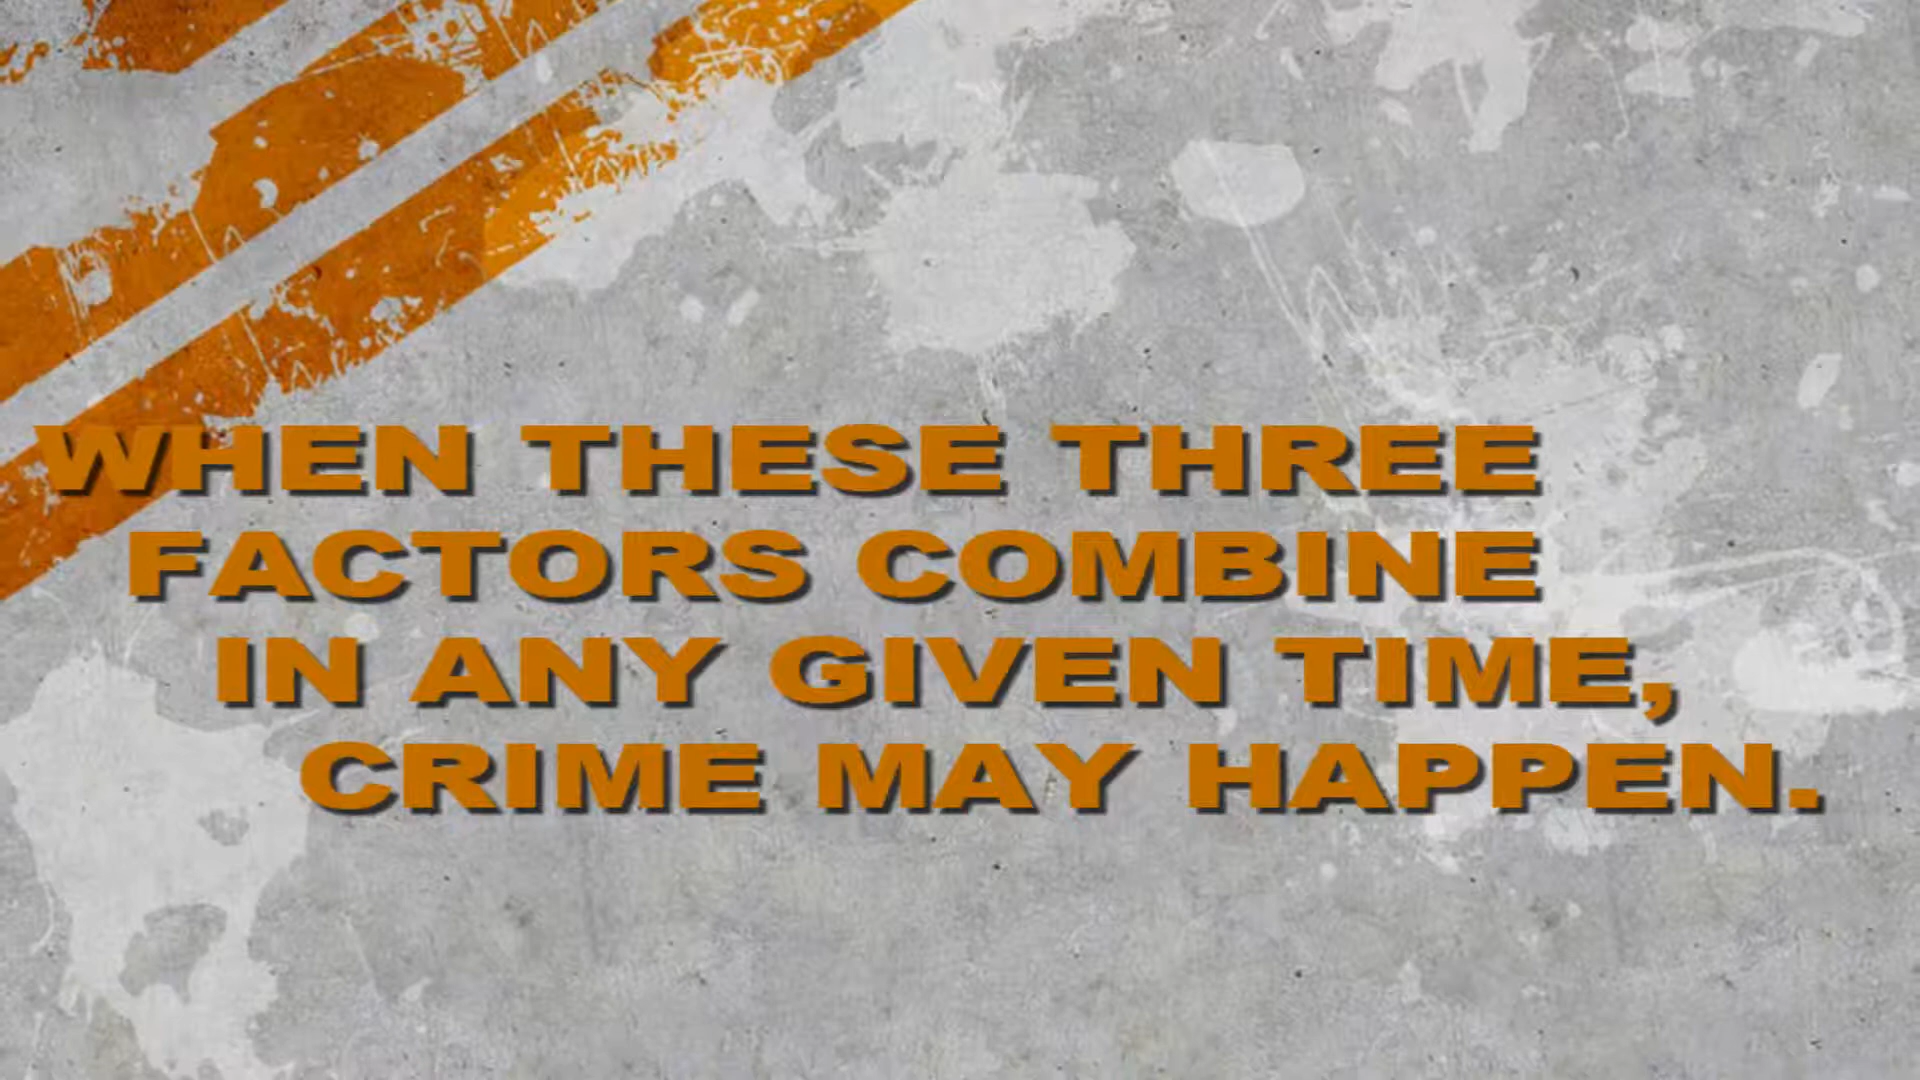 WHEN THESE THREE
FACTORS COMBINE
IN ANY GIVEN TIME,
CRIME MAY HAPPEN.